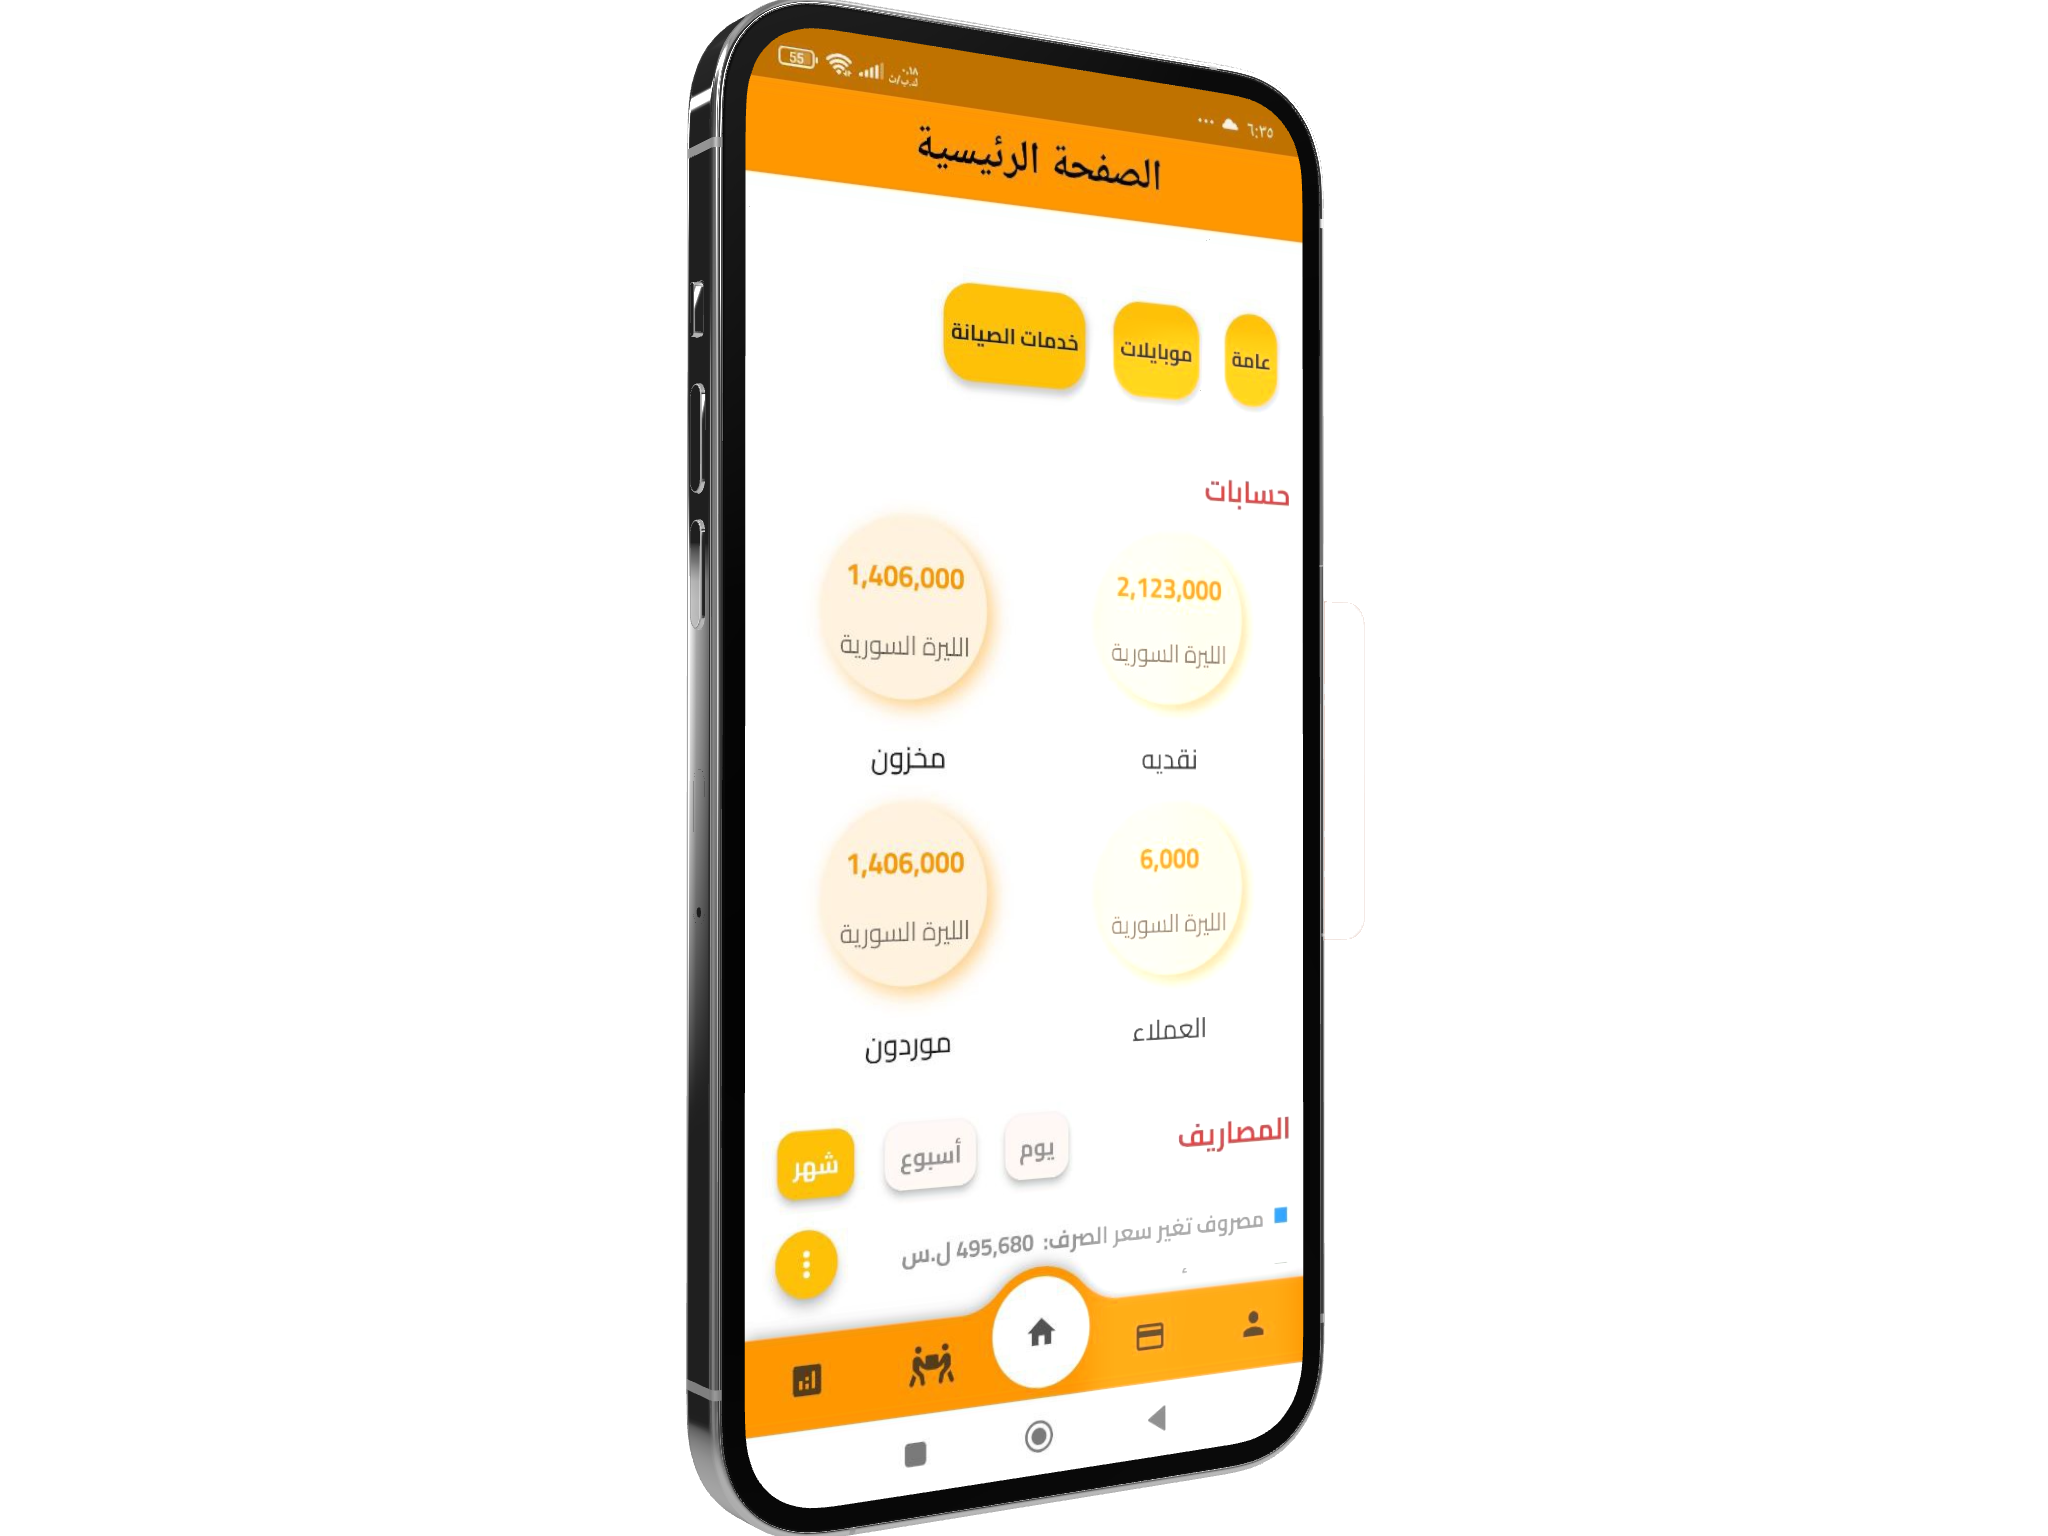 ٦:٣٥
٠.١٨ ك.ب/ث
55
الصفحة الرئيسية
عامة
موبايلات
خدمات الصيانة
حسابات
2,123,000
الليرة السورية
نقديه
1,406,000
الليرة السورية
مخزون
6,000
الليرة السورية
العملاء
1,406,000
الليرة السورية
موردون
المصاريف
يوم
أسبوع
شهر
مصروف تغير سعر الصرف: 495,680 ل.س